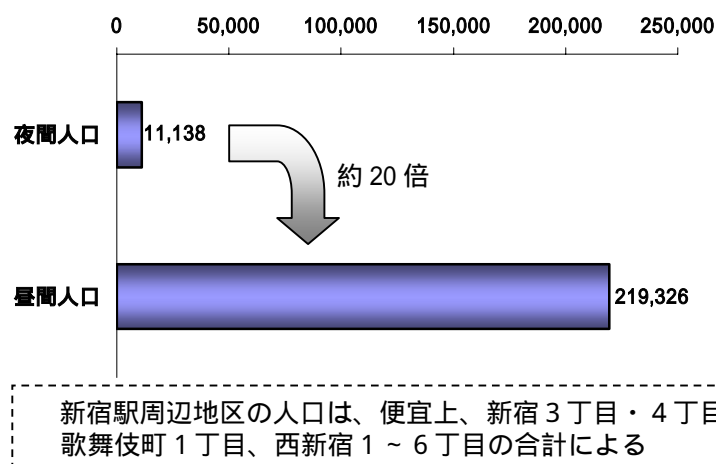 0 50,000 100,000 150,000 200,000 250,000
夜間人口 11,138
約 20 倍
昼間人口 219,326
新宿駅周辺地区の人口は、便宜上、新宿３丁目・４丁目
歌舞伎町１丁目、西新宿１～６丁目の合計による